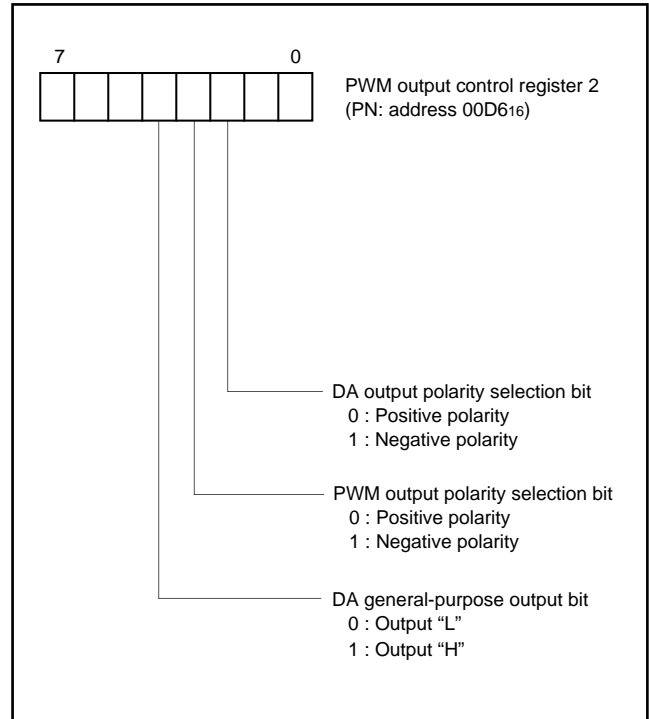 7 0
PWM output control register 2
(PN: address 00D616)
DA output polarity selection bit
0 : Positive polarity
1 : Negative polarity
PWM output polarity selection bit
0 : Positive polarity
1 : Negative polarity
DA general-purpose output bit
0 : Output “L”
1 : Output “H”